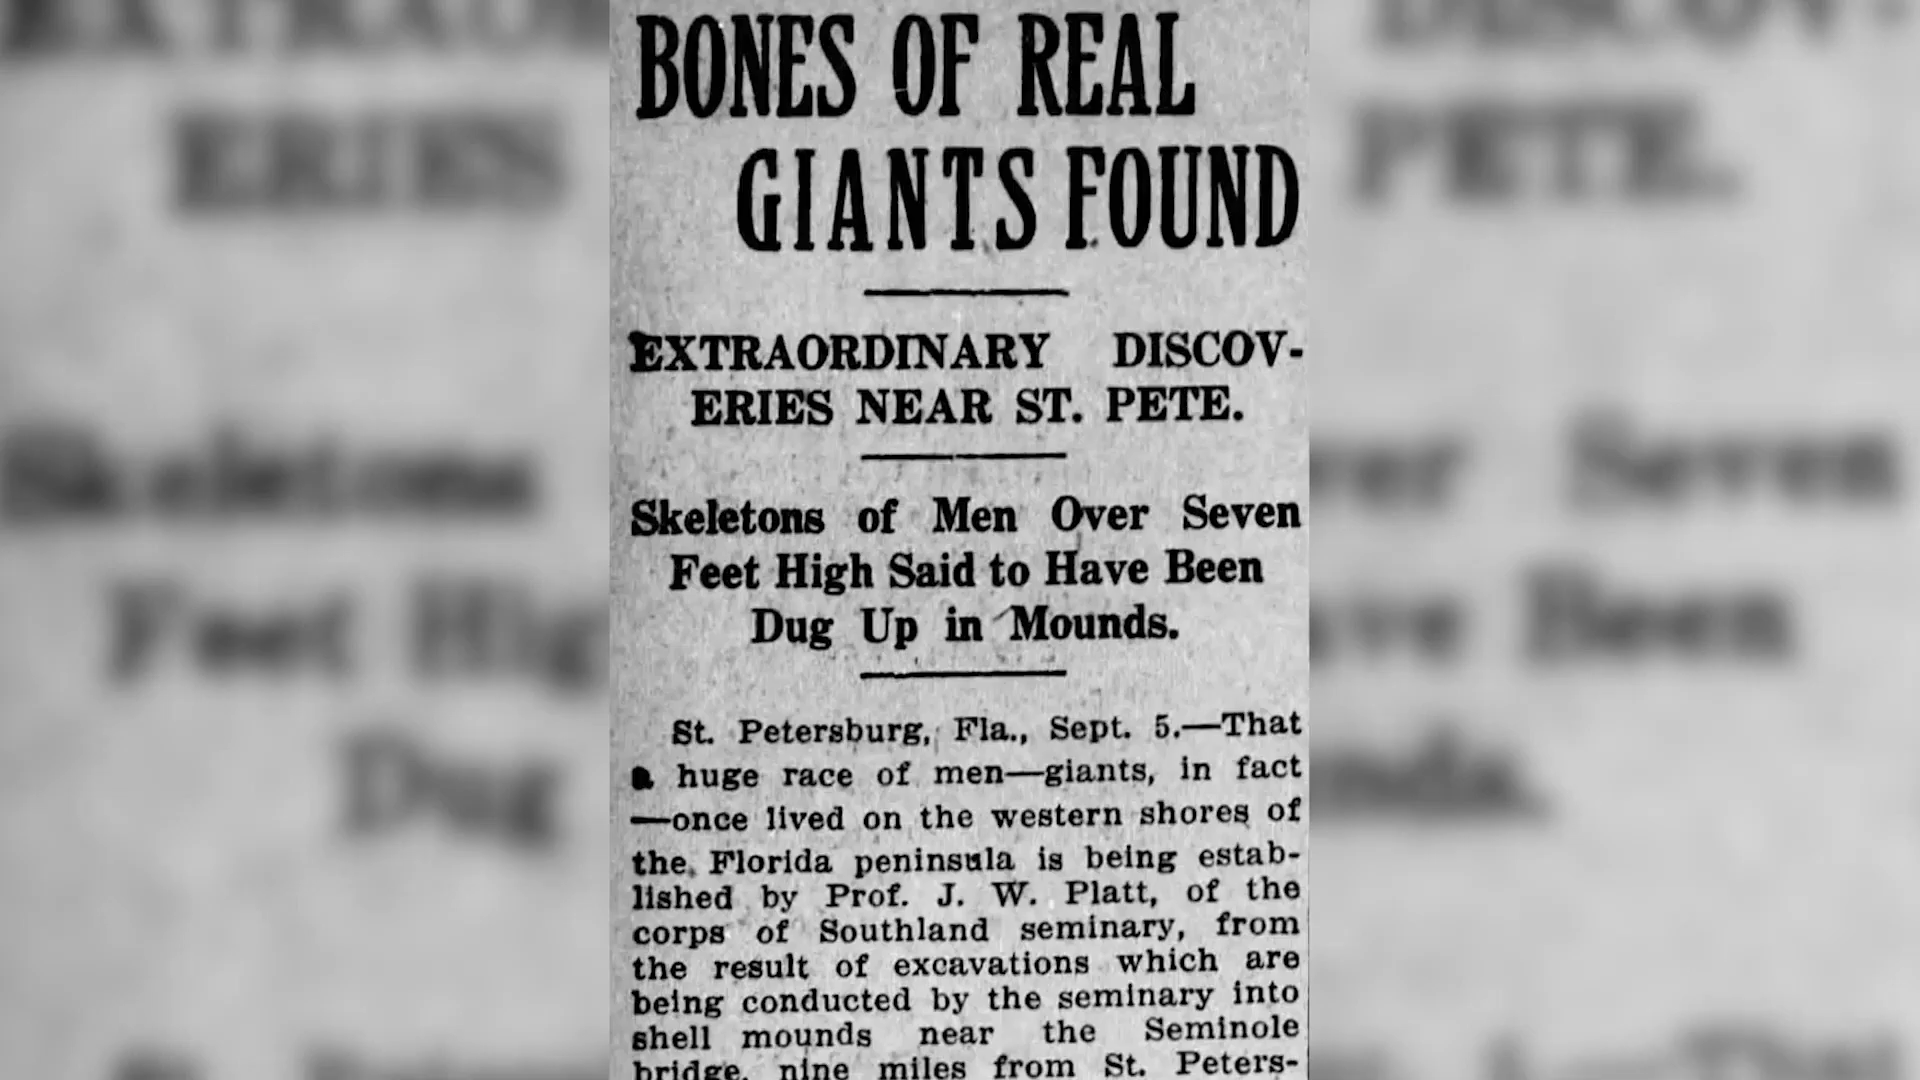 BONES OF REAL
GIANTS FOUND
EXTRAORDINARY DISCOV-
ERIES NEAR ST. PETE.
Skeletons of Men Over Seven
Feet High Said to Have Been
Dug Up in Mounds.
St. Petersburg, Fla., Sept. 5.—That
a huge race of men—giants, in fact
—once lived on the western shores of
the Florida peninsula is being estab-
lished by Prof. J. W. Platt, of the
corps of Southland seminary, from
the result of excavations which are
being conducted by the seminary into
shell mounds near the Seminole
bridge, nine miles from St. Peters-